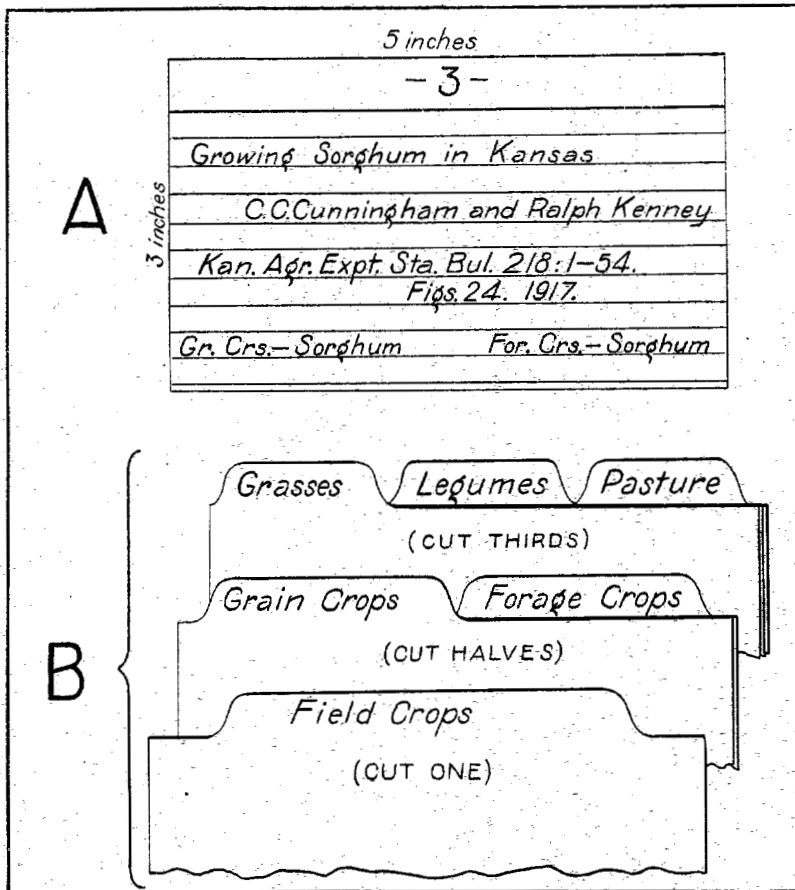 5 inches
-3-
A
3 inches
Growing Sorghum in Kansas
C.C.Cunningham and Ralph Kenney
Kan. Agr. Expt. Sta. Bul. 218:1-54.
Figs. 24. 1917.
Gr. Crs.-Sorghum For. Crs.-Sorghum
B
Grasses Legumes Pasture
(CUT THIRDS)
Grain Crops Forage Crops
(CUT HALVES)
Field Crops
(CUT ONE)